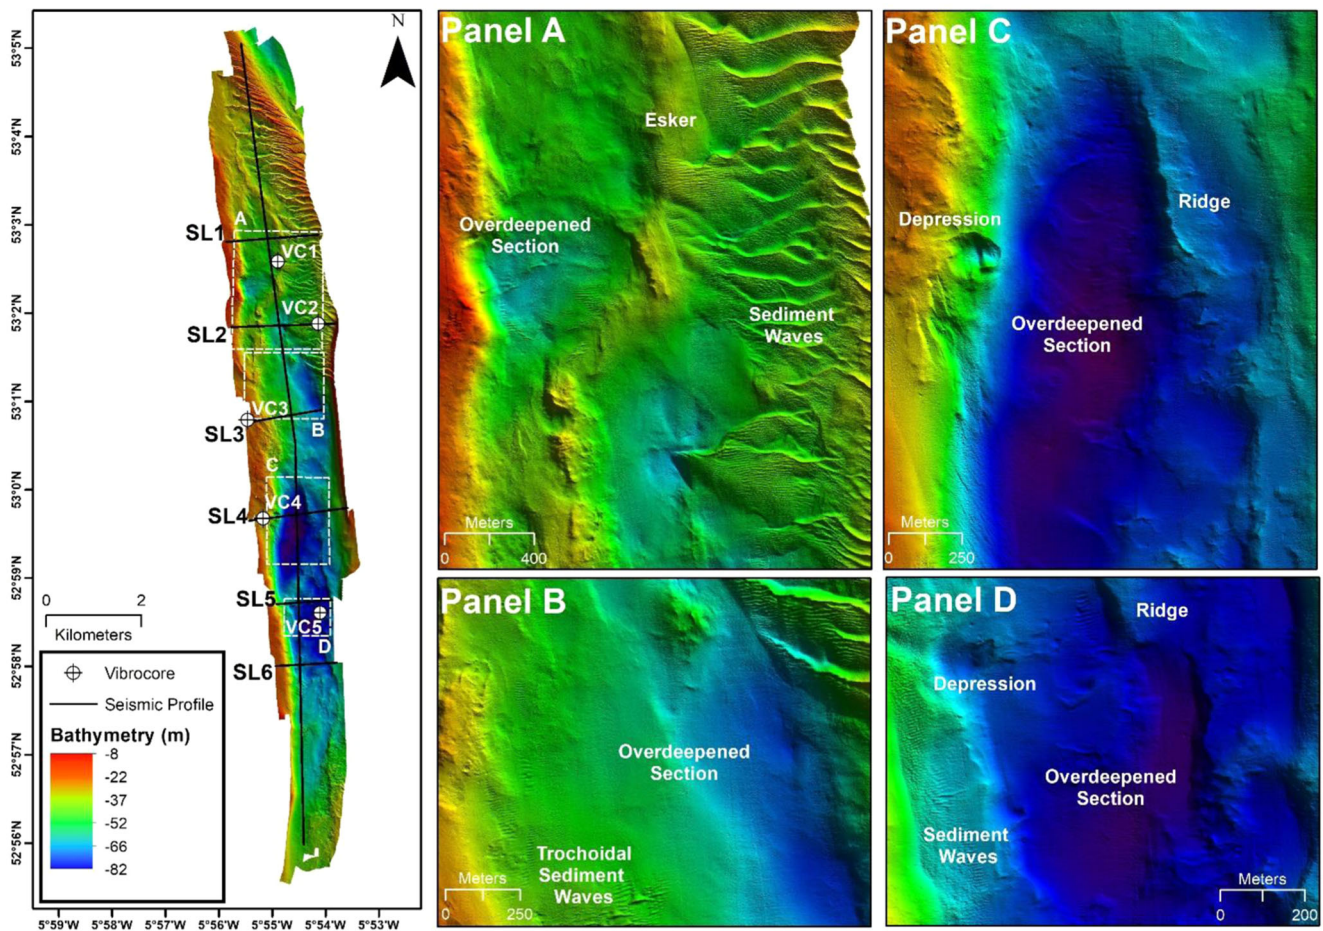 N
53°5'N
53°4'N
53°3'N
53°2'N
53°1'N
53°0'N
52°59'N
52°58'N
52°57'N
52°56'N
A
SL1
VC1
VC2
SL2
VC3
SL3
B
C
VC4
SL4
SL5
VC5
D
SL6
0 2
Kilometers
Vibrocore
Seismic Profile
Bathymetry (m)
-8
-22
-37
-52
-66
-82
5°59'W 5°58'W 5°57'W 5°56'W 5°55'W 5°54'W 5°53'W
Panel A
Esker
Overdeepened
Section
Sediment
Waves
Meters
0 400
Panel C
Depression
Ridge
Overdeepened
Section
Meters
0 250
Panel B
Overdeepened
Section
Trochoidal
Sediment
Waves
Meters
0 250
Panel D
Ridge
Depression
Overdeepened
Section
Sediment
Waves
Meters
0 200